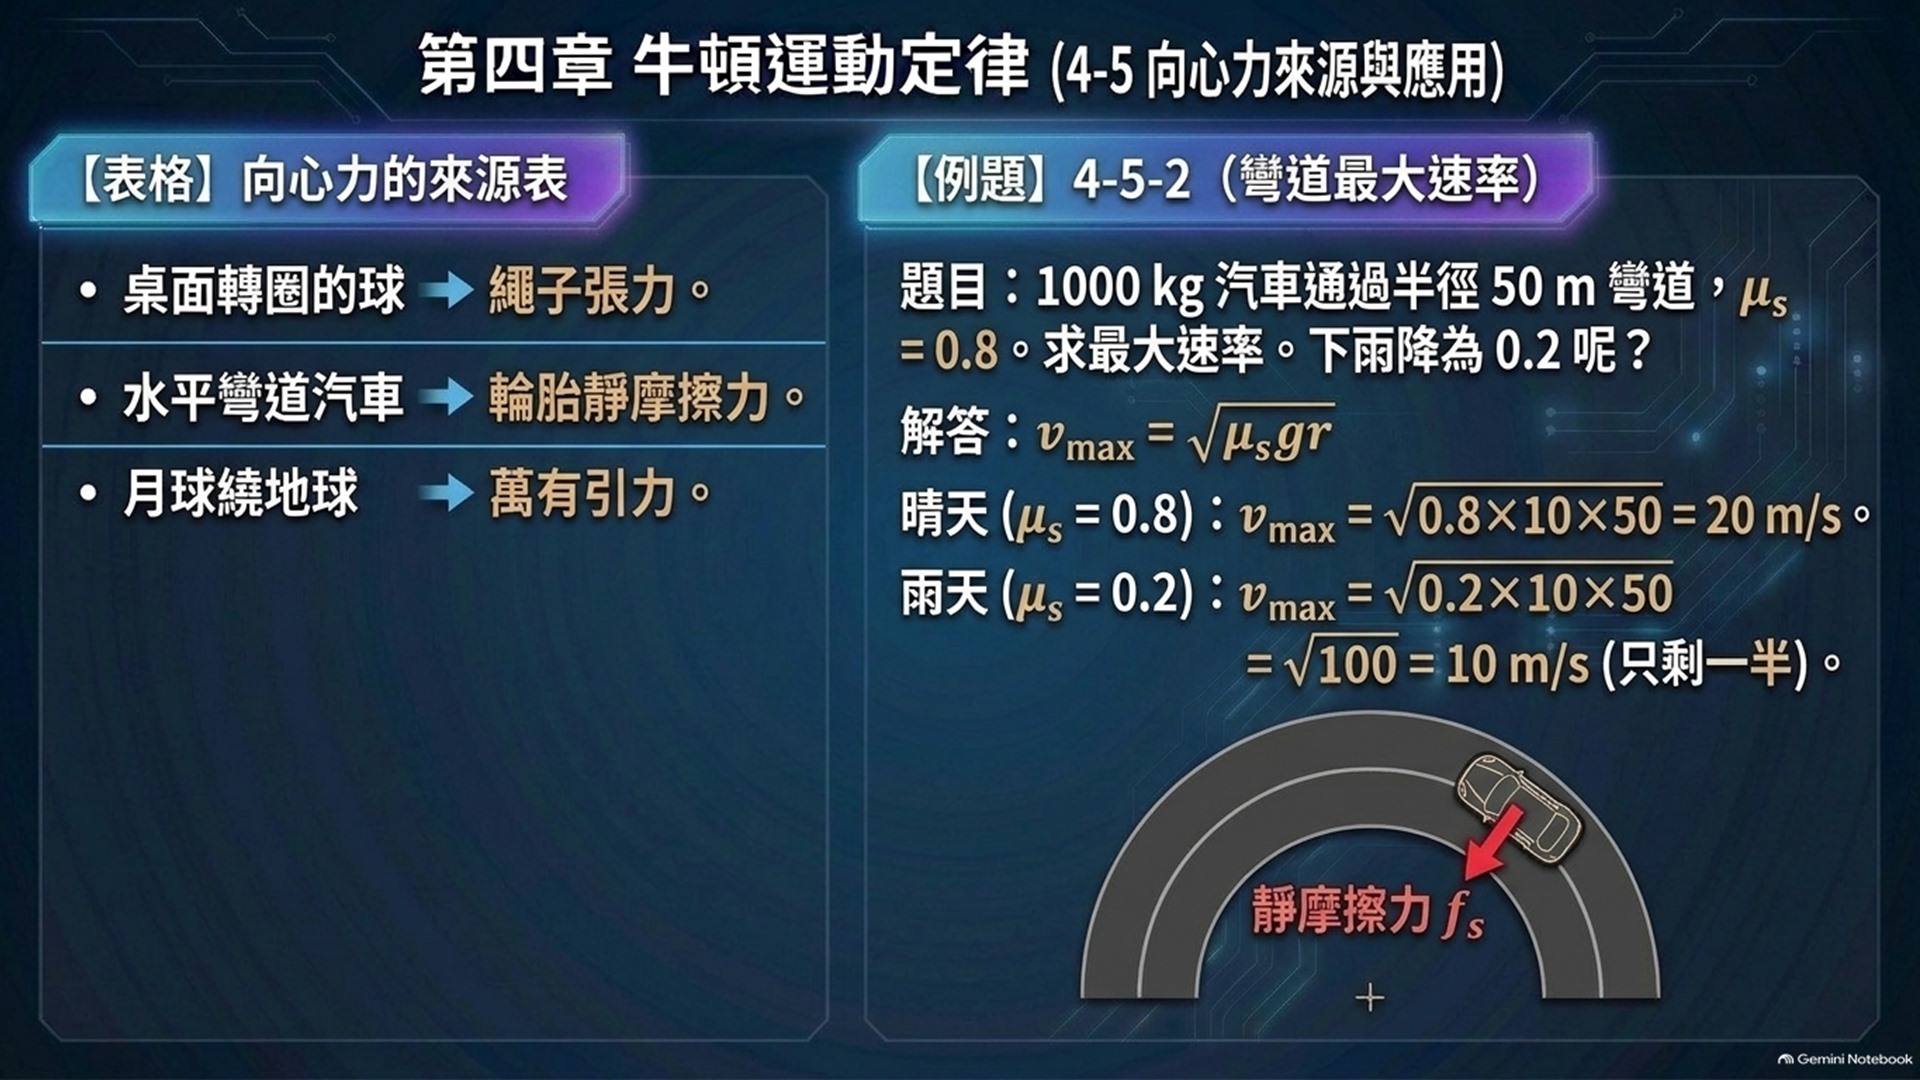 第四章 牛頓運動定律 (4-5 向心力來源與應用)
【表格】向心力的來源表
• 桌面轉圈的球 → 繩子張力。
• 水平彎道汽車 → 輪胎靜摩擦力。
• 月球繞地球 → 萬有引力。
【例題】4-5-2（彎道最大速率）
題目：1000 kg 汽車通過半徑 50 m 彎道，μₛ
= 0.8。求最大速率。下雨降為 0.2 呢？
解答：v_max = √(μₛgr)
晴天 (μₛ = 0.8)：v_max = √(0.8×10×50) = 20 m/s。
雨天 (μₛ = 0.2)：v_max = √(0.2×10×50)
= √100 = 10 m/s (只剩一半)。
靜摩擦力 fₛ
Gemini Notebook